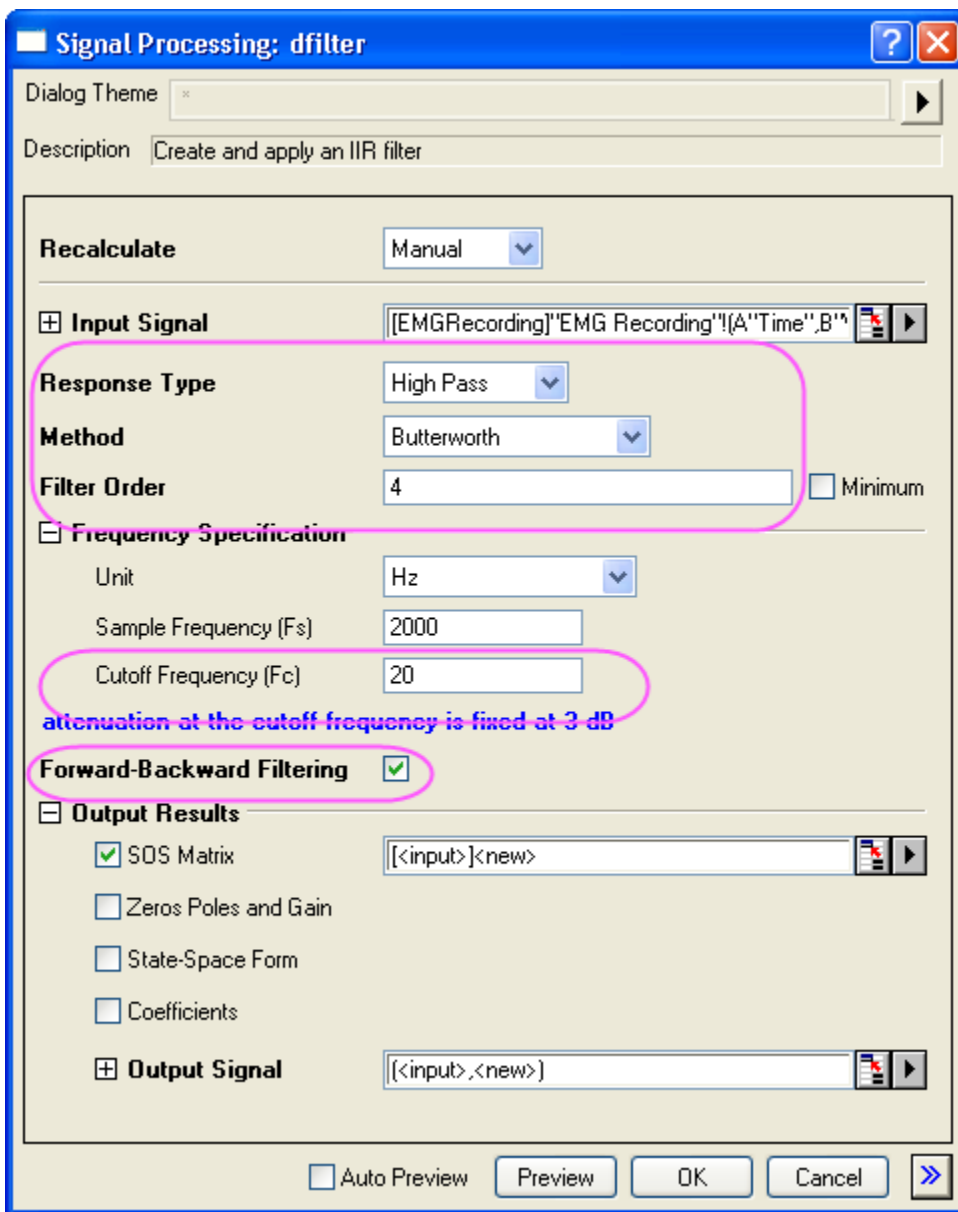 Signal Processing: dfilter
Dialog Theme *
Description Create and apply an IIR filter
Recalculate Manual
Input Signal [EMGRecording]"EMG Recording"!(A"Time",B"
Response Type High Pass
Method Butterworth
Filter Order 4 Minimum
Frequency Specification
Unit Hz
Sample Frequency (Fs) 2000
Cutoff Frequency (Fc) 20
attenuation at the cutoff frequency is fixed at 3 dB
Forward-Backward Filtering
Output Results
SOS Matrix [<input>]<new>
Zeros Poles and Gain
State-Space Form
Coefficients
Output Signal (<input>,<new>)
Auto Preview Preview OK Cancel